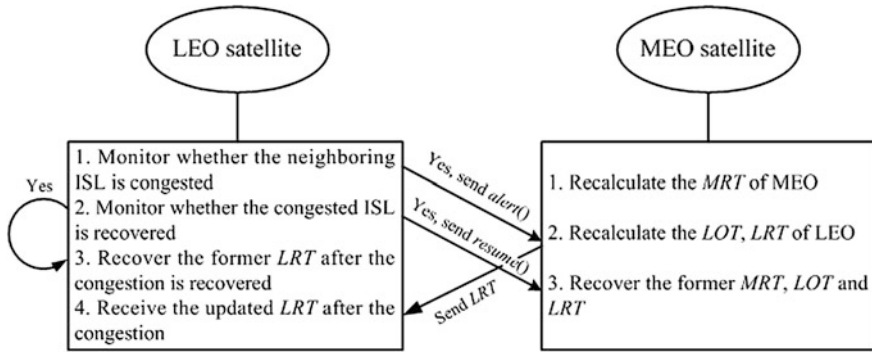 LEO satellite
MEO satellite
Yes
1. Monitor whether the neighboring
ISL is congested
2. Monitor whether the congested ISL
is recovered
3. Recover the former LRT after the
congestion is recovered
4. Receive the updated LRT after the
congestion
Yes, send alert()
Yes, send resume()
Send LRT
1. Recalculate the MRT of MEO
2. Recalculate the LOT, LRT of LEO
3. Recover the former MRT, LOT and
LRT